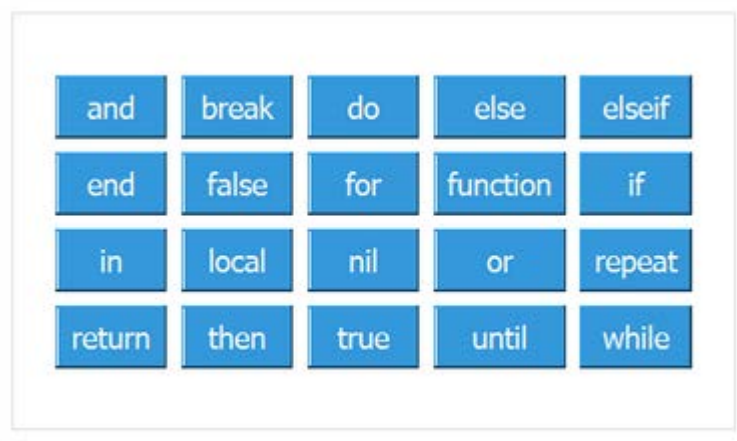 and break do else elseif
end false for function if
in local nil or repeat
return then true until while